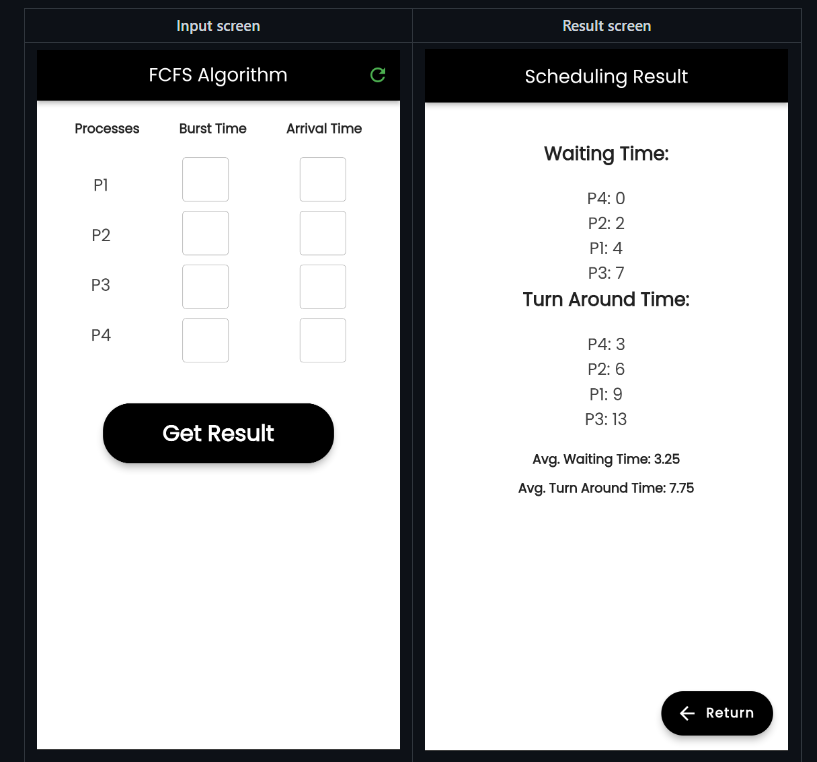 Input screen
Result screen
FCFS Algorithm
Processes Burst Time Arrival Time
P1
P2
P3
P4
Get Result
Scheduling Result
Waiting Time:
P4: 0
P2: 2
P1: 4
P3: 7
Turn Around Time:
P4: 3
P2: 6
P1: 9
P3: 13
Avg. Waiting Time: 3.25
Avg. Turn Around Time: 7.75
Return